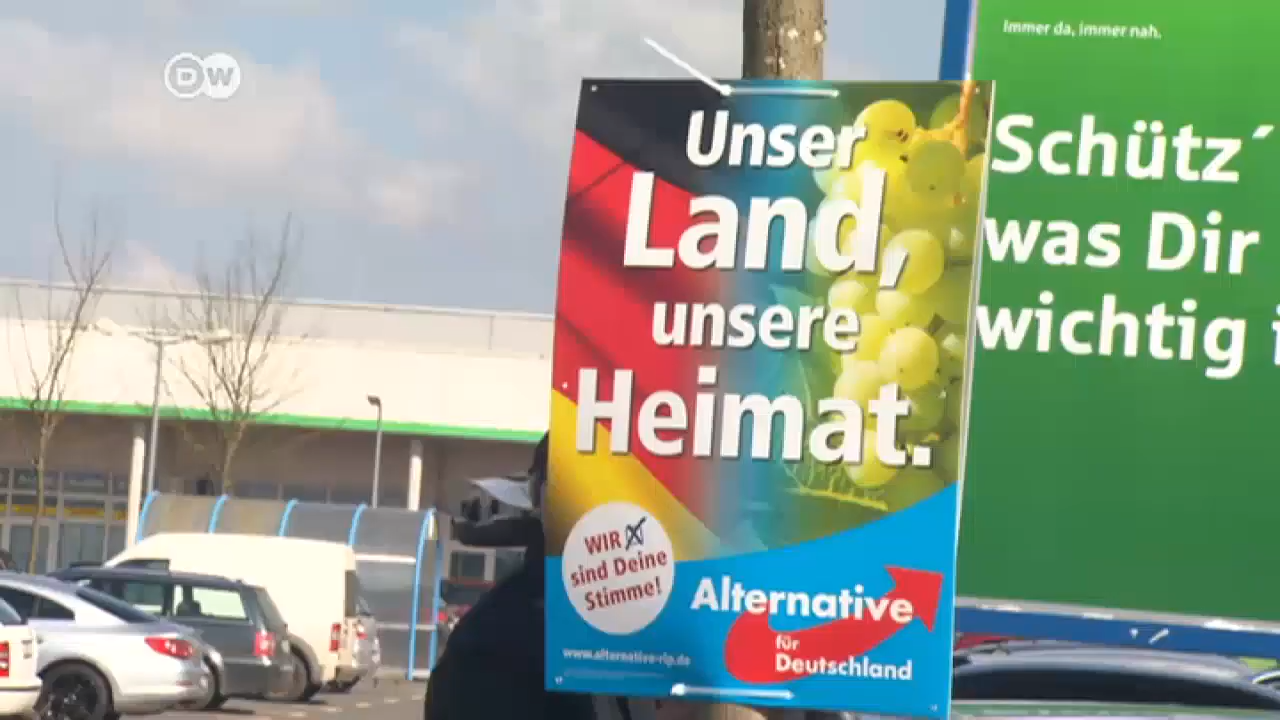 DW
Immer da, immer nah.
Schütz´
was Dir
wichtig i
Unser
Land,
unsere
Heimat.
WIR
sind Deine
Stimme!
Alternative
für
Deutschland
www.alternative-rlp.de